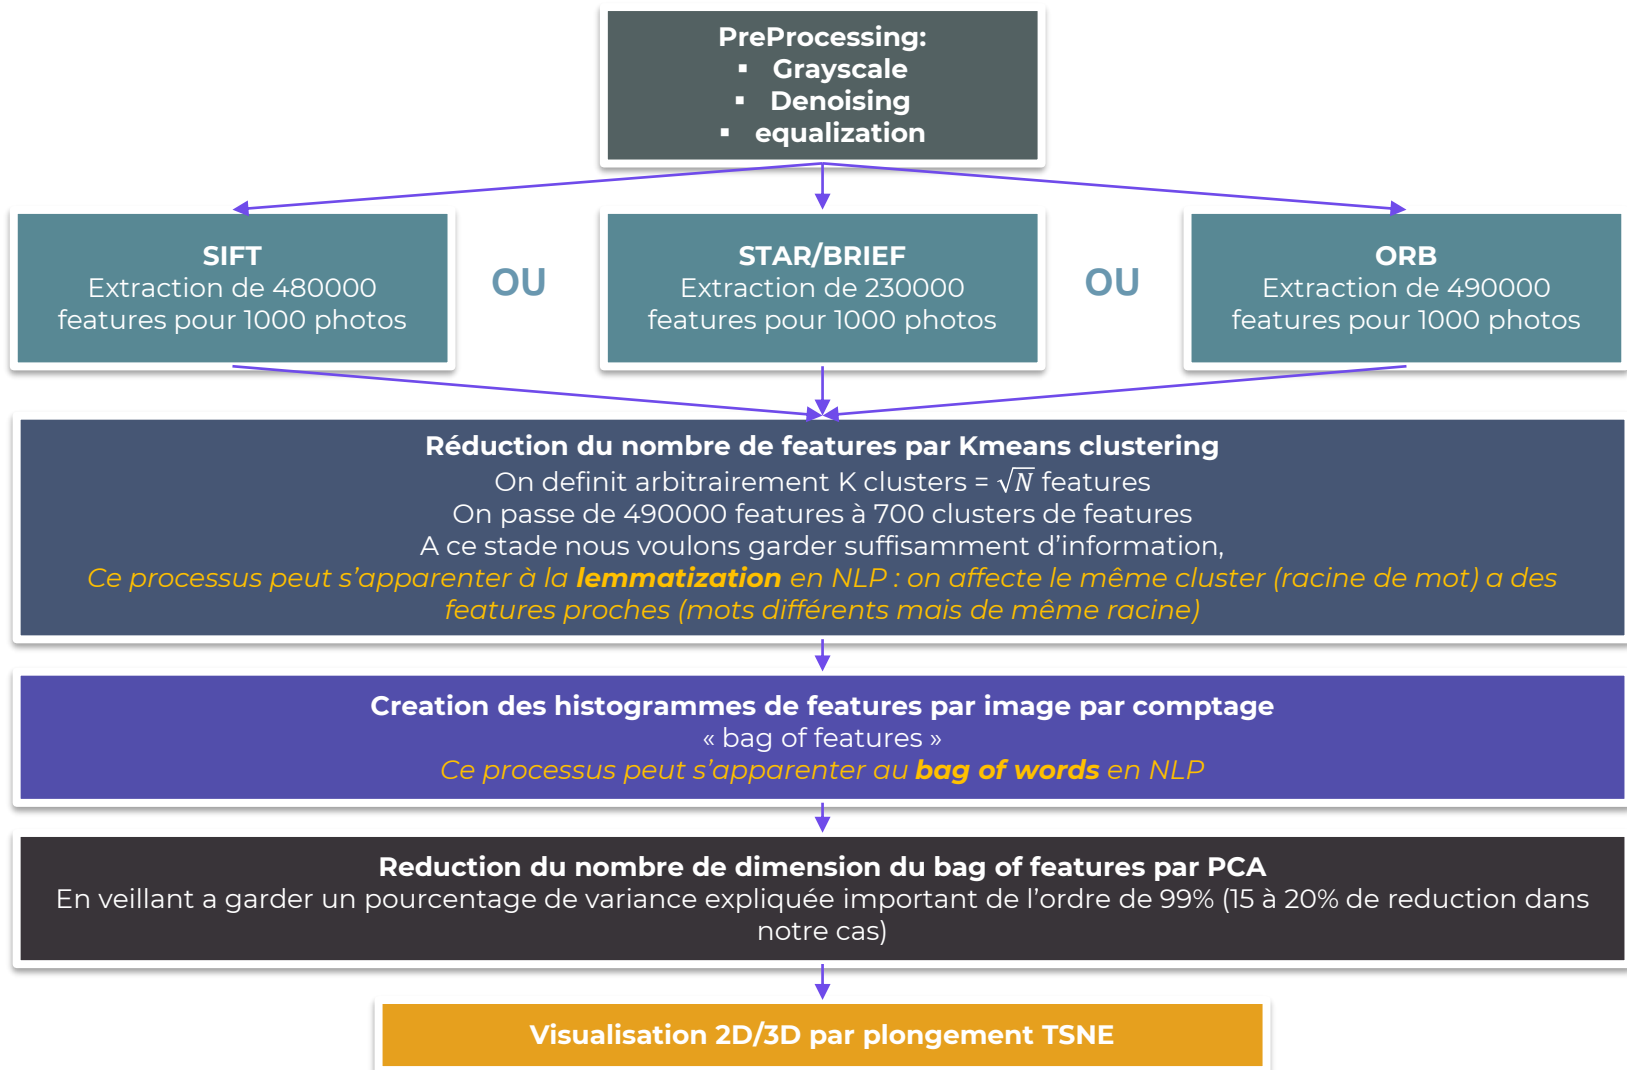 PreProcessing:
▪ Grayscale
▪ Denoising
▪ equalization
SIFT
Extraction de 480000
features pour 1000 photos
OU
STAR/BRIEF
Extraction de 230000
features pour 1000 photos
OU
ORB
Extraction de 490000
features pour 1000 photos
Réduction du nombre de features par Kmeans clustering
On definit arbitrairement K clusters = √N features
On passe de 490000 features à 700 clusters de features
A ce stade nous voulons garder suffisamment d’information,
Ce processus peut s’apparenter à la lemmatization en NLP : on affecte le même cluster (racine de mot) a des
features proches (mots différents mais de même racine)
Creation des histogrammes de features par image par comptage
« bag of features »
Ce processus peut s’apparenter au bag of words en NLP
Reduction du nombre de dimension du bag of features par PCA
En veillant a garder un pourcentage de variance expliquée important de l’ordre de 99% (15 à 20% de reduction dans
notre cas)
Visualisation 2D/3D par plongement TSNE